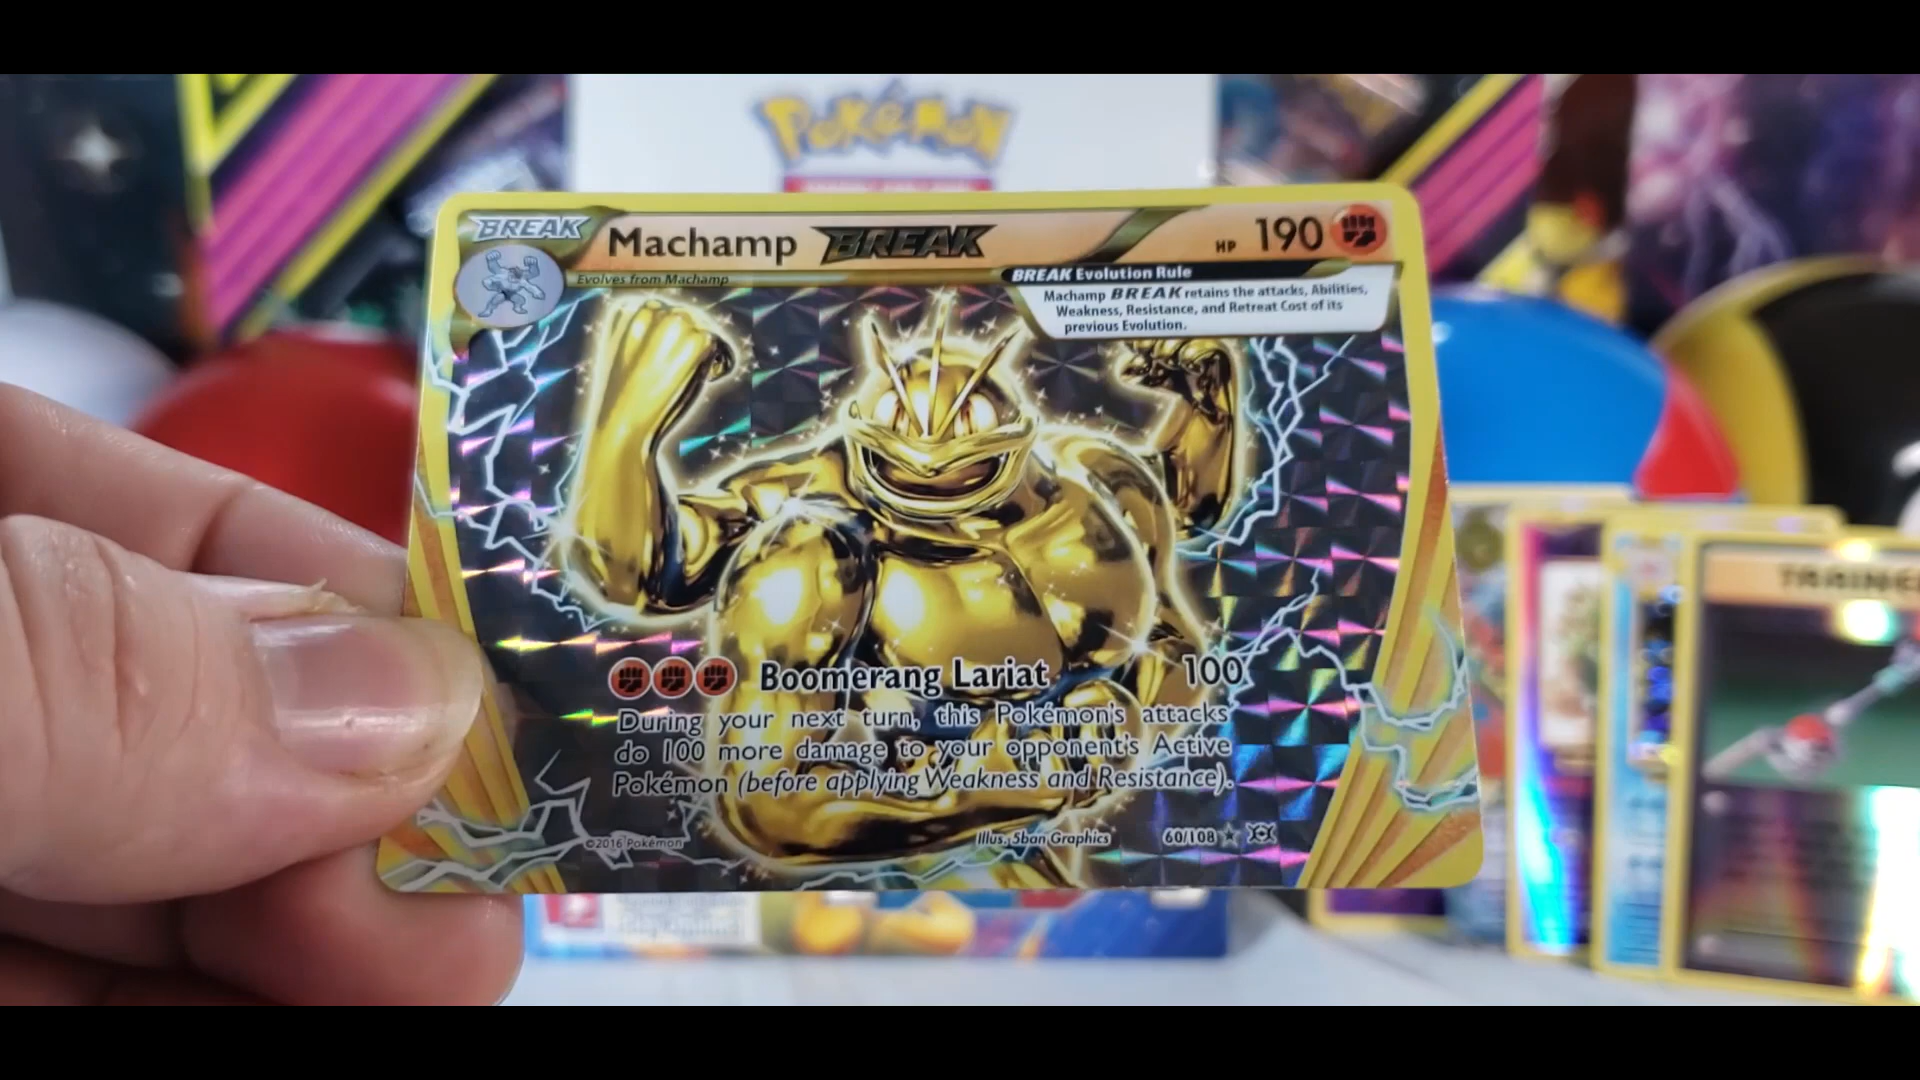 Pokémon
BREAK
Machamp BREAK
HP 190
Evolves from Machamp
BREAK Evolution Rule
Machamp BREAK retains the attacks, Abilities,
Weakness, Resistance, and Retreat Cost of its
previous Evolution.
Boomerang Lariat 100
During your next turn, this Pokémon's attacks
do 100 more damage to your opponent's Active
Pokémon (before applying Weakness and Resistance).
©2016 Pokémon
Illus. 5ban Graphics
60/108
TRAINE